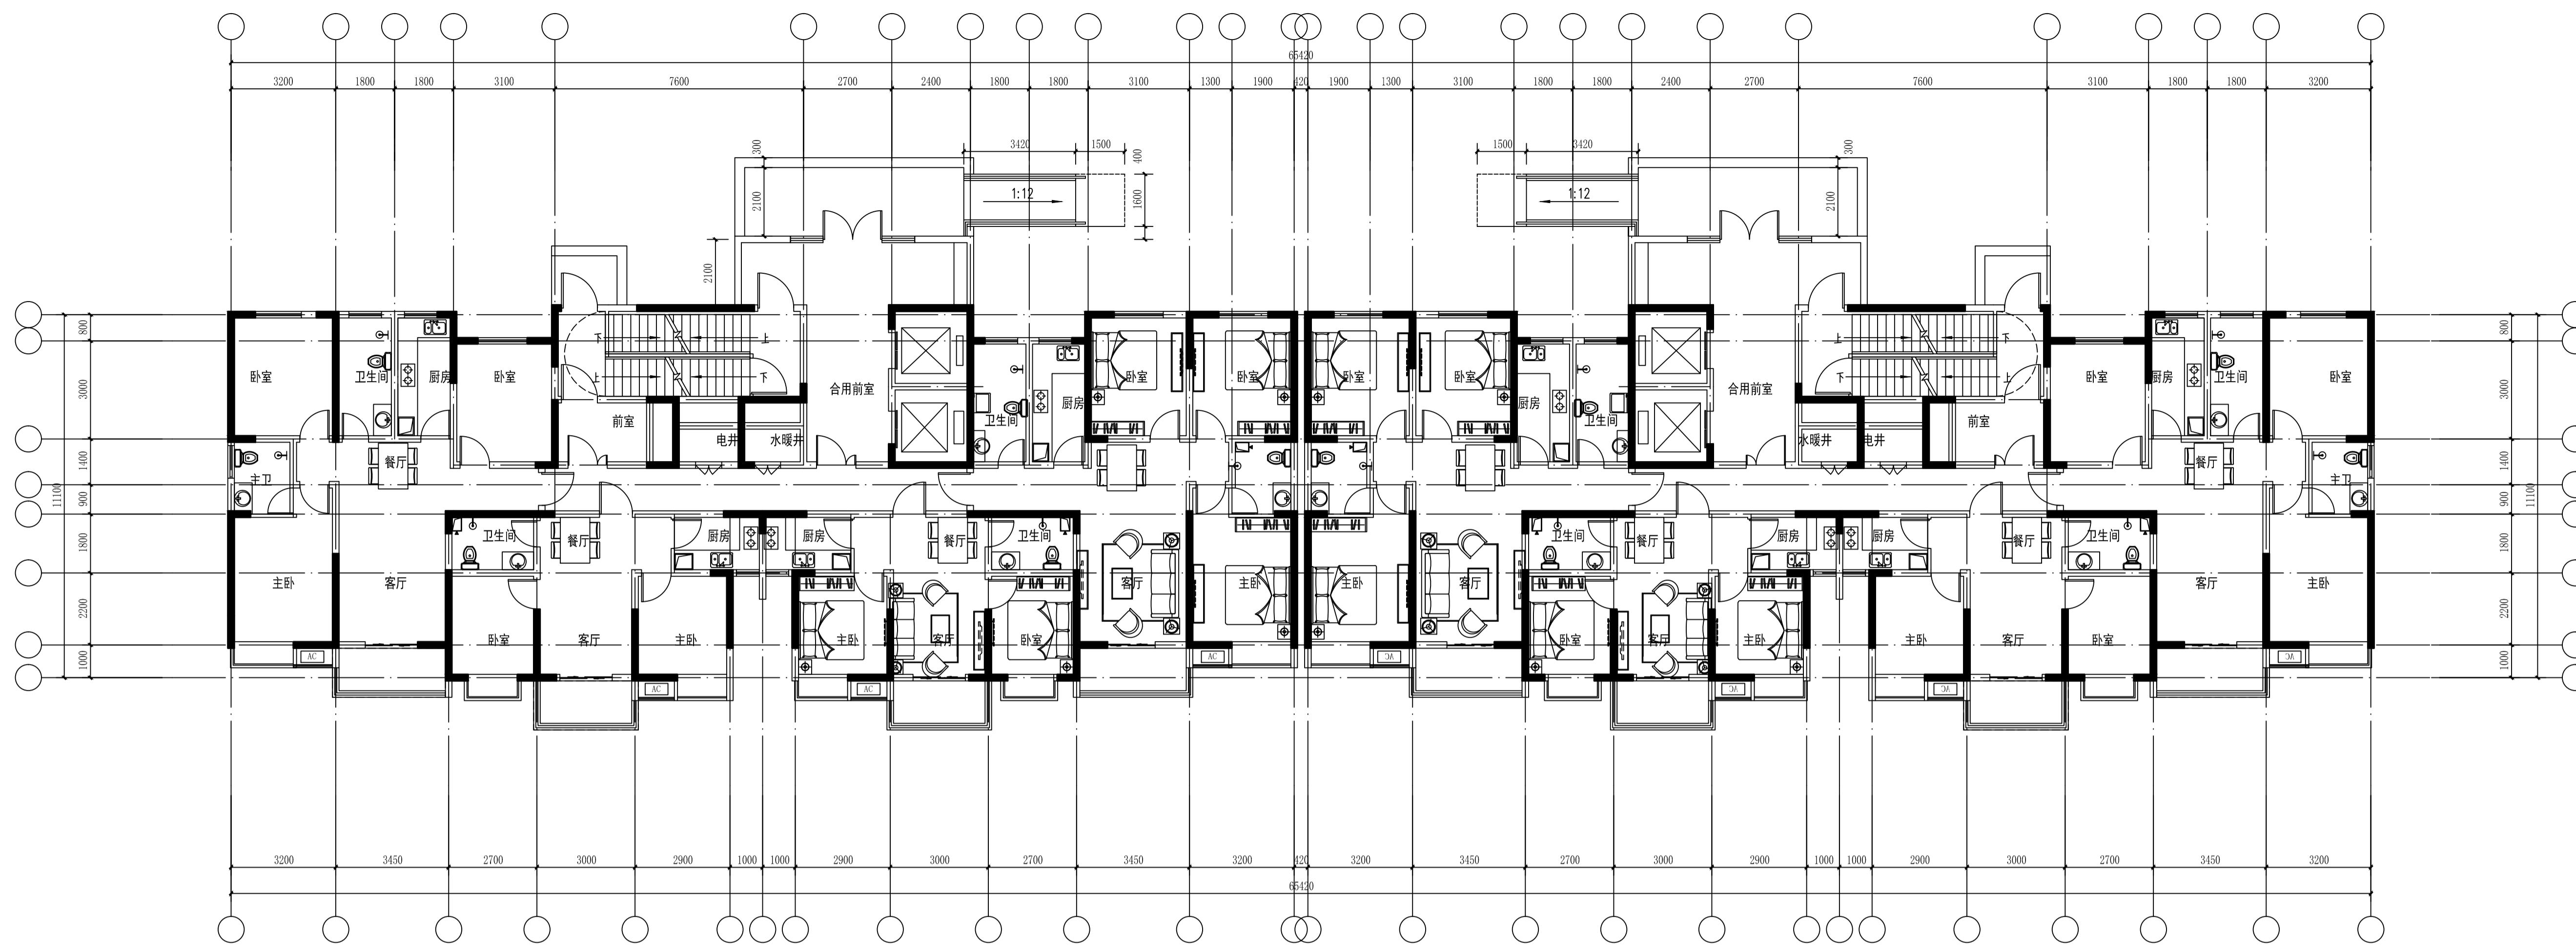 65420
3200 1800 1800 3100 7600 2700 2400 1800 1800 3100 1300 1900 420 1900 1300 3100 1800 1800 2400 2700 7600 3100 1800 1800 3200
300 3420 1500 400 1500 3420 300
2100 1:12 1600 1:12 2100
2100
800 下 上 上 下 800
3000 卧室 卫生间 厨房 卧室 上 下 合用前室 卫生间 厨房 卧室 卧室 卧室 卧室 厨房 卫生间 合用前室 下 上 卧室 厨房 卫生间 卧室 3000
前室 电井 水暖井 水暖井 电井 前室
11100 1400 主卫 餐厅 餐厅 主卫 1400 11100
900 900
1800 卫生间 餐厅 厨房 厨房 餐厅 卫生间 卫生间 餐厅 厨房 厨房 餐厅 卫生间 1800
主卧 客厅 客厅 主卧 主卧 客厅 客厅 主卧
2200 卧室 客厅 主卧 主卧 客厅 卧室 卧室 客厅 主卧 主卧 客厅 卧室 2200
1000 AC AC AC AC 1000
AC AC AC AC
3200 3450 2700 3000 2900 1000 1000 2900 3000 2700 3450 3200 420 3200 3450 2700 3000 2900 1000 1000 2900 3000 2700 3450 3200
65420